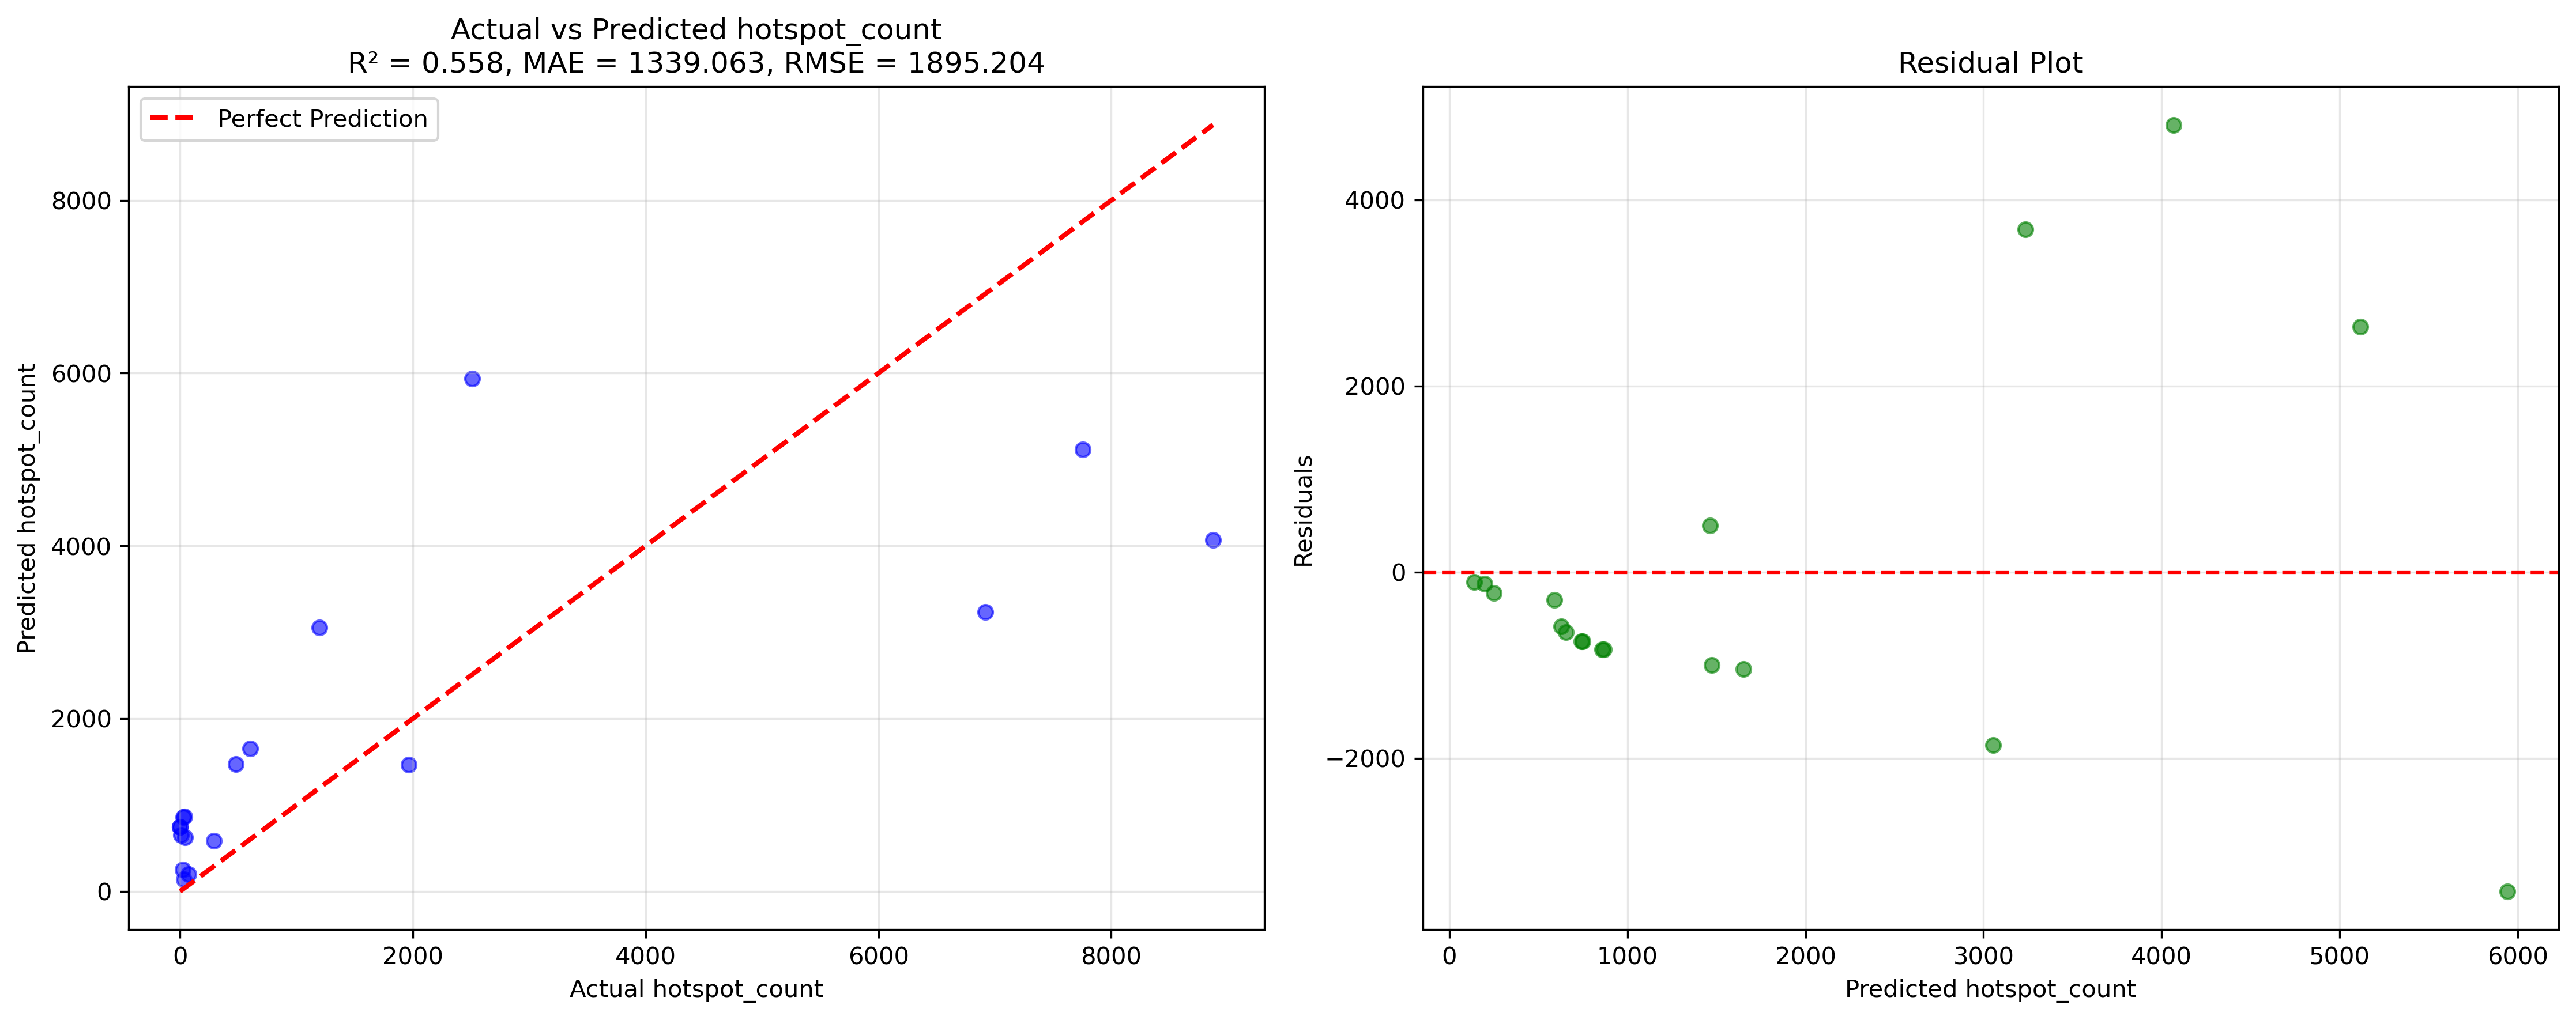 Actual vs Predicted hotspot_count
R² = 0.558, MAE = 1339.063, RMSE = 1895.204
Perfect Prediction
8000
6000
4000
2000
0
Predicted hotspot_count
0 2000 4000 6000 8000
Actual hotspot_count
Residual Plot
4000
2000
0
−2000
Residuals
0 1000 2000 3000 4000 5000 6000
Predicted hotspot_count